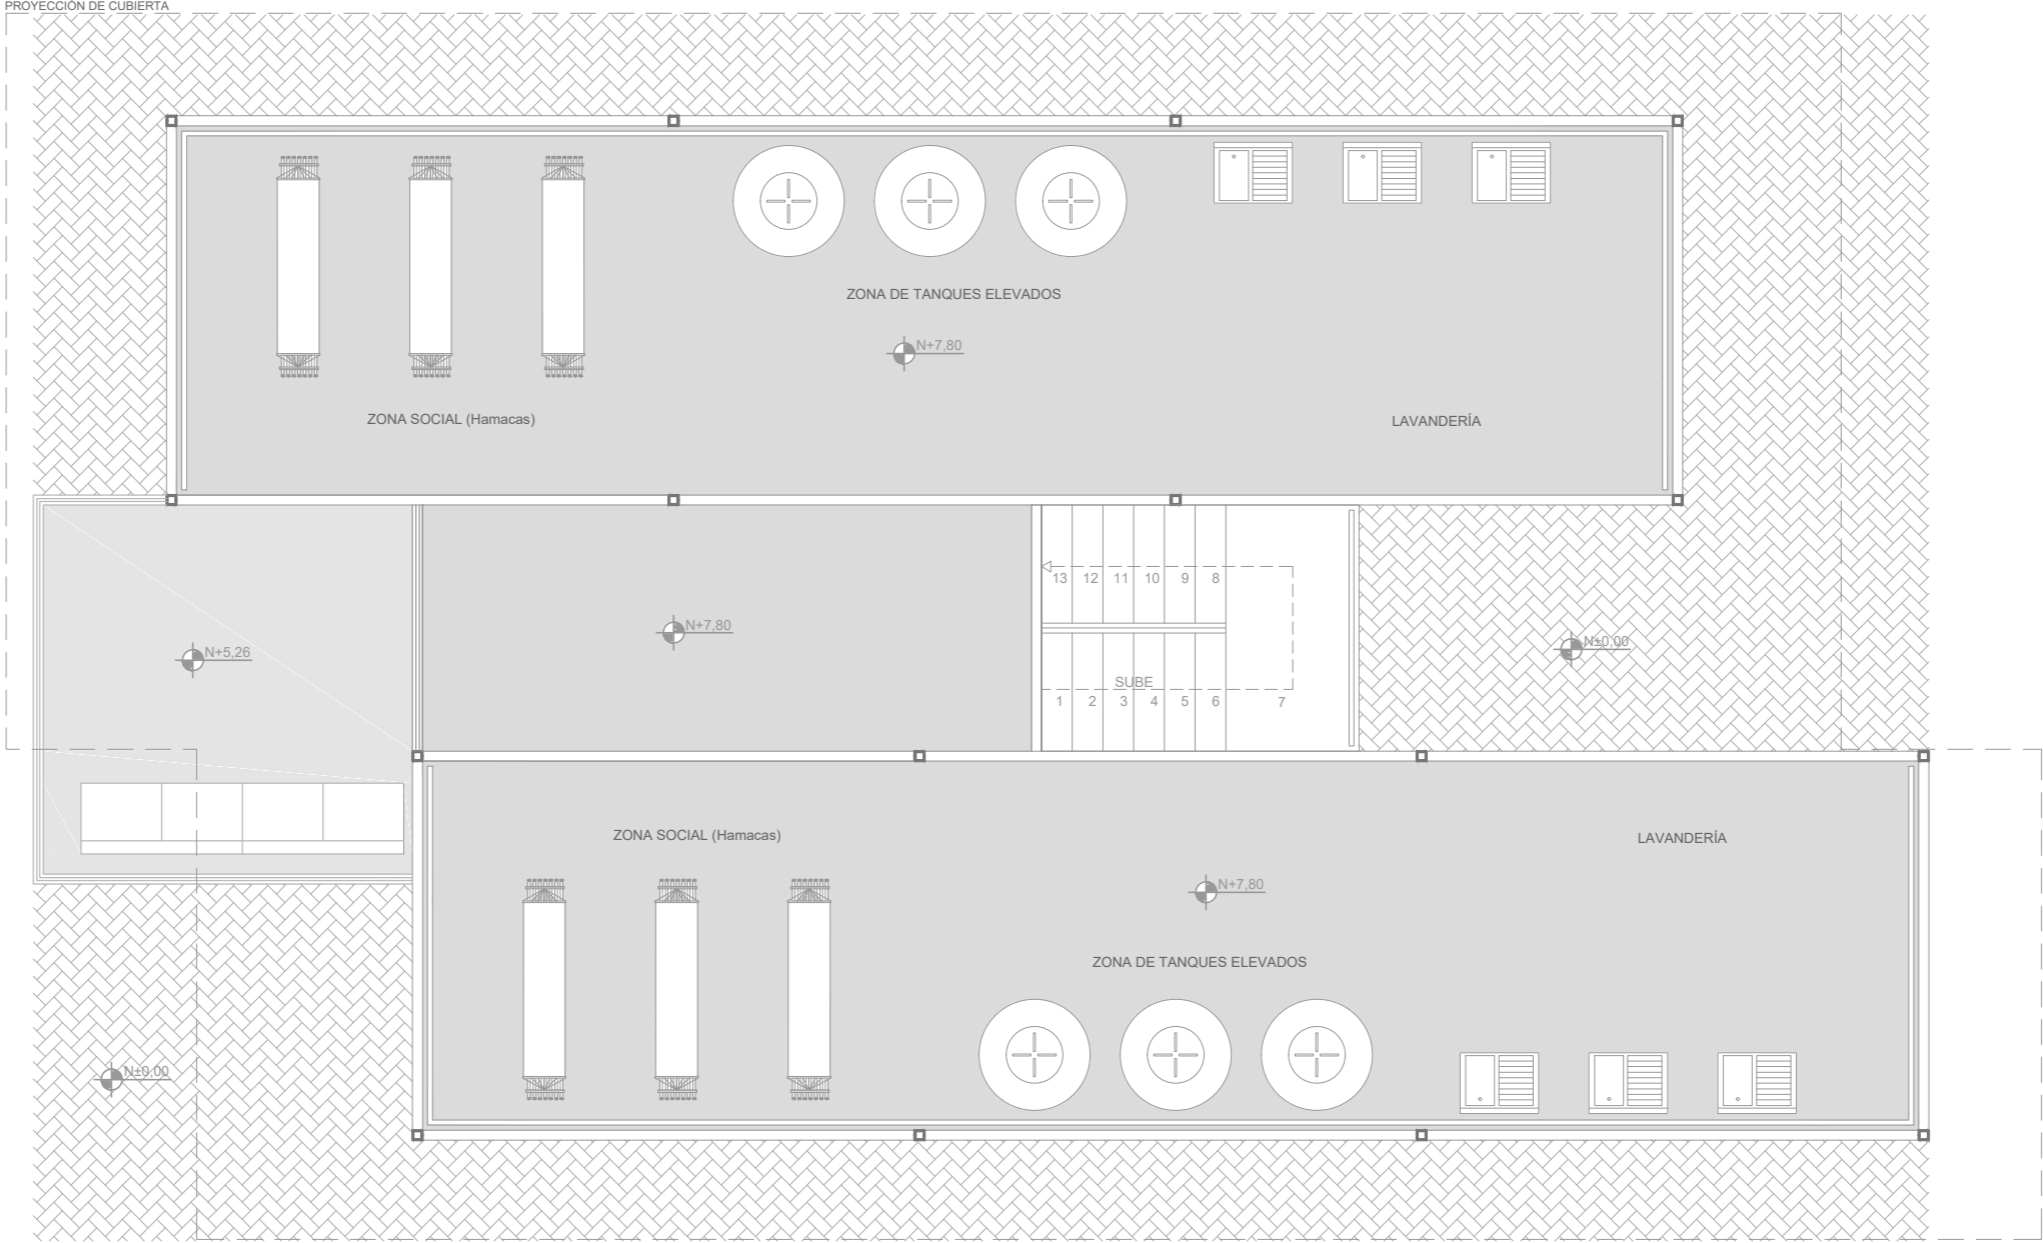 PROYECCIÓN DE CUBIERTA
ZONA DE TANQUES ELEVADOS
N+7,80
ZONA SOCIAL (Hamacas)
LAVANDERÍA
13 12 11 10 9 8
N+7,80
N±0,00
N+5,26
SUBE
1 2 3 4 5 6 7
ZONA SOCIAL (Hamacas)
LAVANDERÍA
N+7,80
ZONA DE TANQUES ELEVADOS
N±0,00